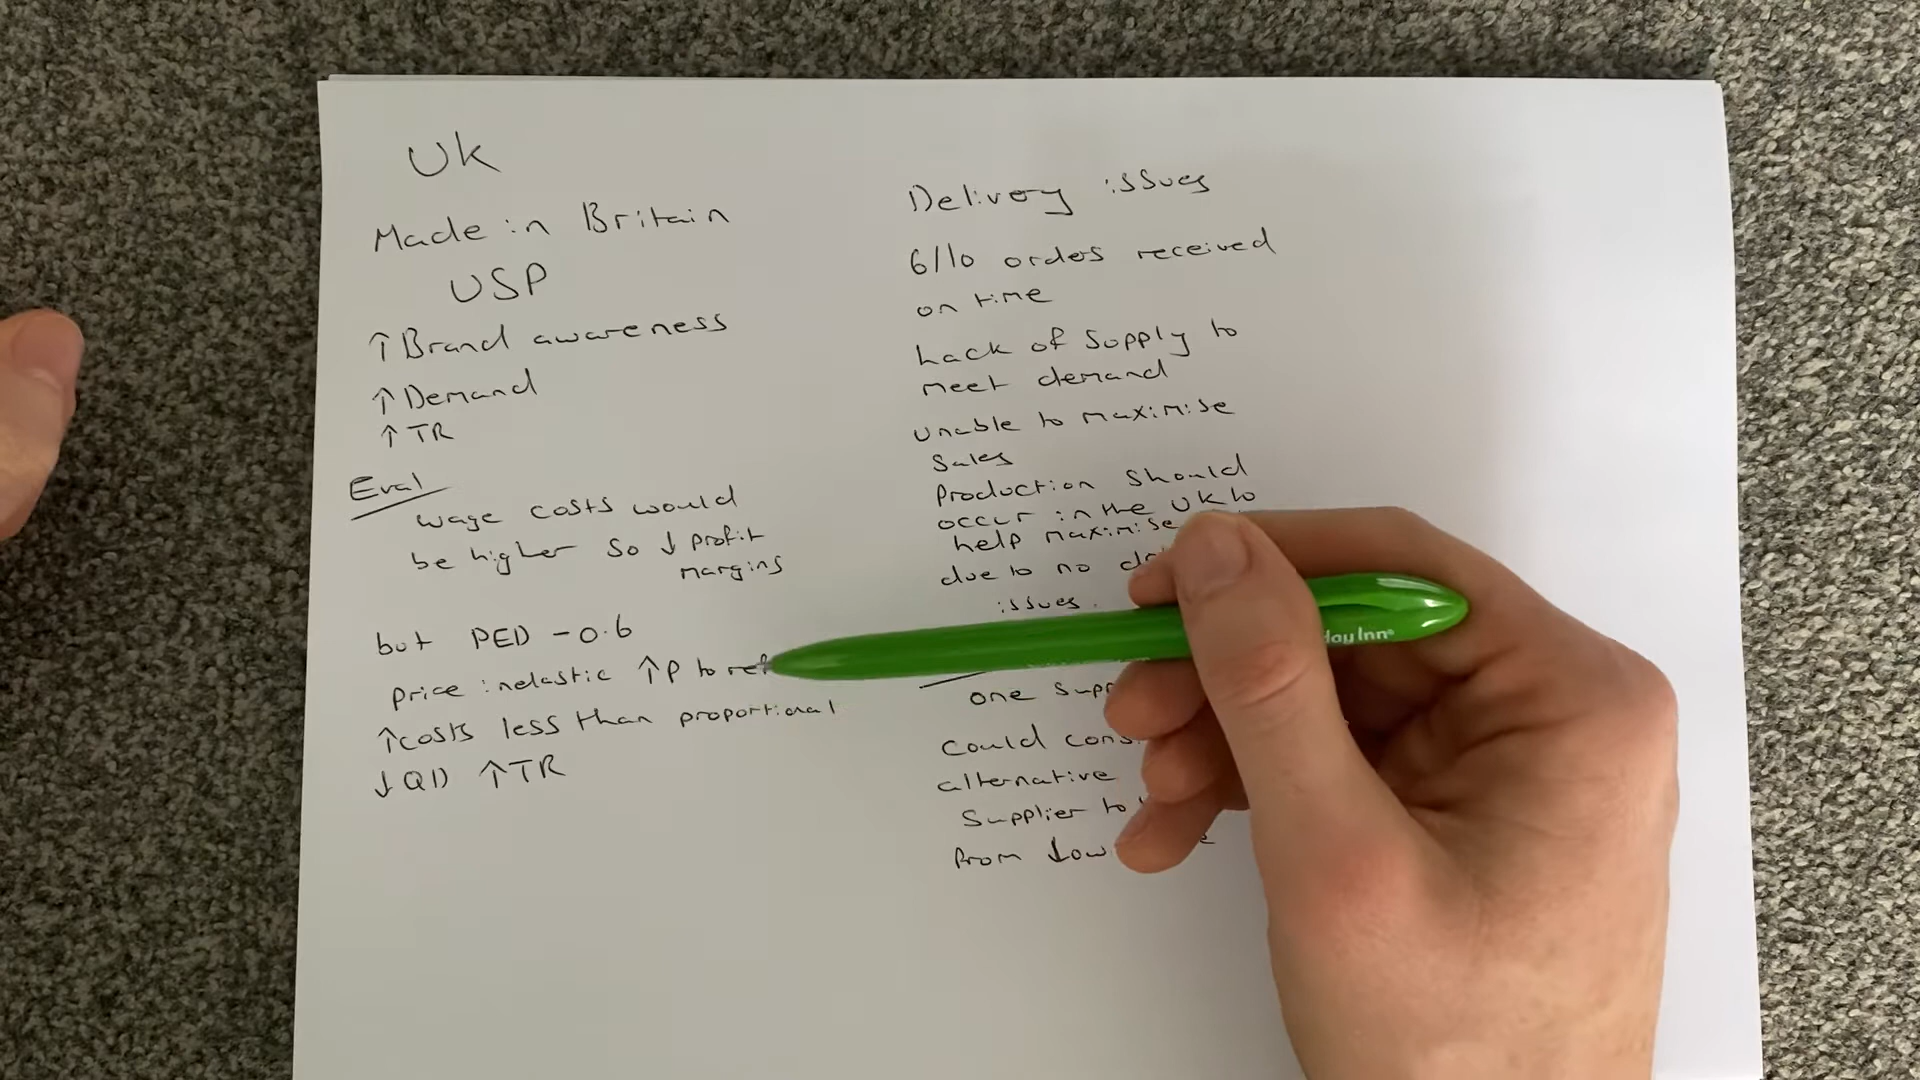 UK
Made in Britain
USP
↑ Brand awareness
↑ Demand
↑ TR
Eval
wage costs would
be higher so ↓ profit
margins
but PED -0.6
price inelastic ↑P to
↑costs less than proportional
↓QD ↑TR
Delivery issues
6/10 orders received
on time
Lack of supply to
meet demand
unable to maximise
sales
production should
occur in the UK to
help maximise
due to no
issues.
one
could
alternative
supplier to
from